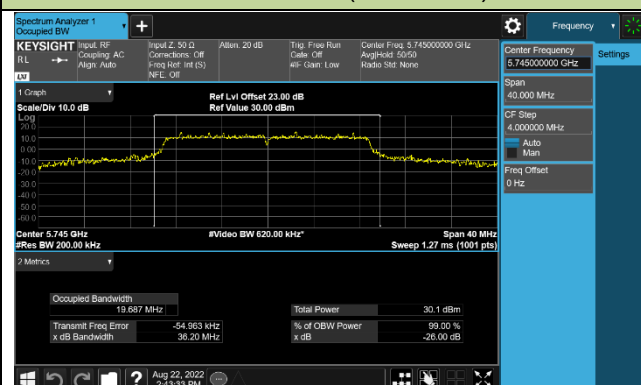 Spectrum Analyzer 1
Occupied BW
Frequency
KEYSIGHT Input: RF Input Z: 50 Ω Atten: 20 dB Trig: Free Run Center Freq: 5.745000000 GHz
RL Coupling: AC Corrections: Off Gate: Off Avg|Hold: 50/50
Align: Auto Freq Ref: Int (S) #IF Gain: Low Radio Std: None
NFE: Off
LXI
1 Graph
Scale/Div 10.0 dB
Ref Lvl Offset 23.00 dB
Ref Value 30.00 dBm
Log
20.0
10.0
0.00
-10.0
-20.0
-30.0
-40.0
-50.0
-60.0
Center 5.745 GHz #Video BW 620.00 kHz* Span 40 MHz
#Res BW 200.00 kHz Sweep 1.27 ms (1001 pts)
2 Metrics
Occupied Bandwidth
19.687 MHz Total Power 30.1 dBm
Transmit Freq Error -54.963 kHz % of OBW Power 99.00 %
x dB Bandwidth 36.20 MHz x dB -26.00 dB
Aug 22, 2022
2:43:33 PM
Center Frequency
5.745000000 GHz
Settings
Span
40.000 MHz
CF Step
4.000000 MHz
Auto
Man
Freq Offset
0 Hz